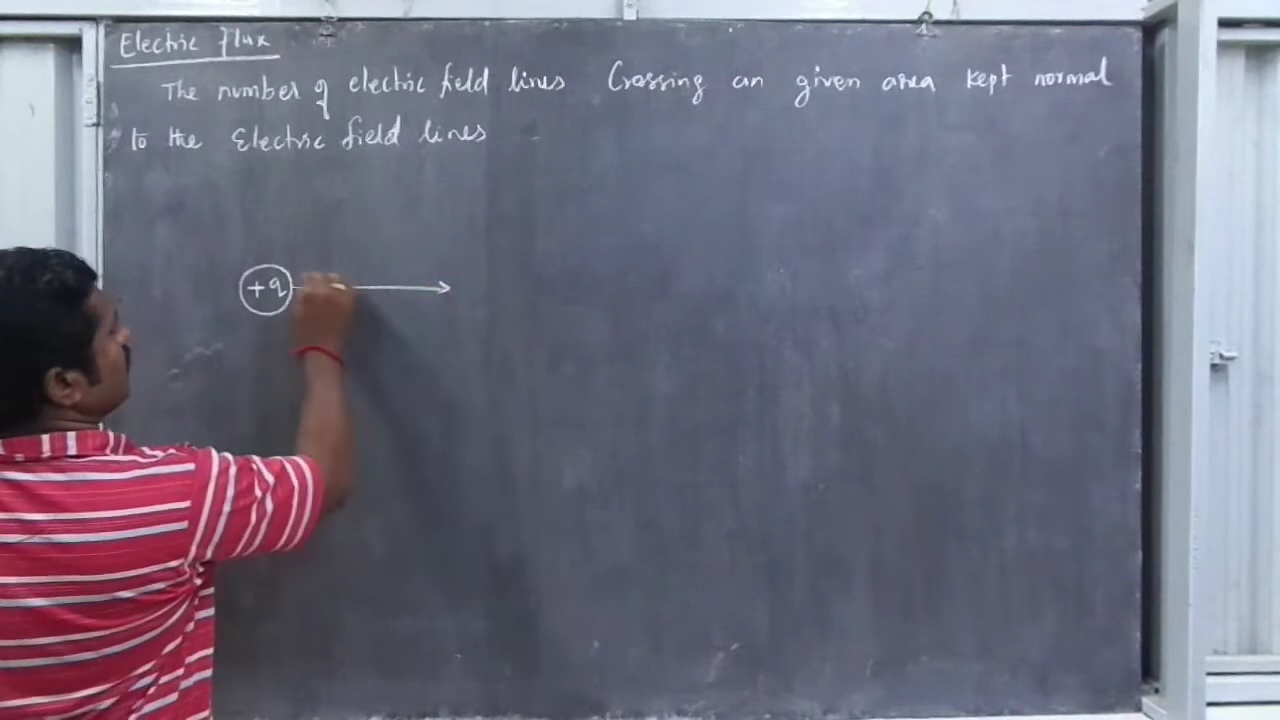 Electric flux
The number of electric field lines Crossing an given area kept normal
to the Electric field lines
+q